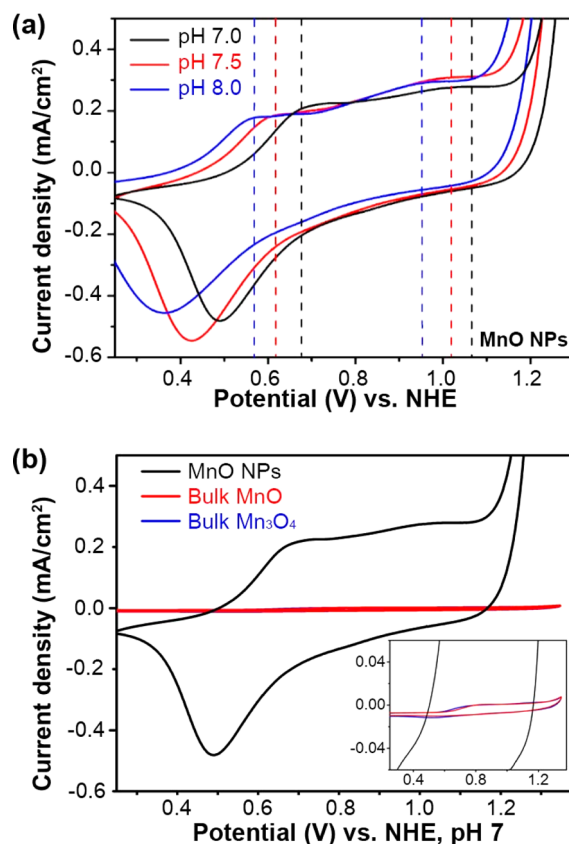 (a)
pH 7.0
pH 7.5
pH 8.0
Current density (mA/cm²)
0.4
0.2
0.0
-0.2
-0.4
-0.6
MnO NPs
0.4 0.6 0.8 1.0 1.2
Potential (V) vs. NHE
(b)
MnO NPs
Bulk MnO
Bulk Mn₃O₄
Current density (mA/cm²)
0.4
0.2
0.0
-0.2
-0.4
-0.6
0.04
0.00
-0.04
0.4 0.8 1.2
0.4 0.6 0.8 1.0 1.2
Potential (V) vs. NHE, pH 7